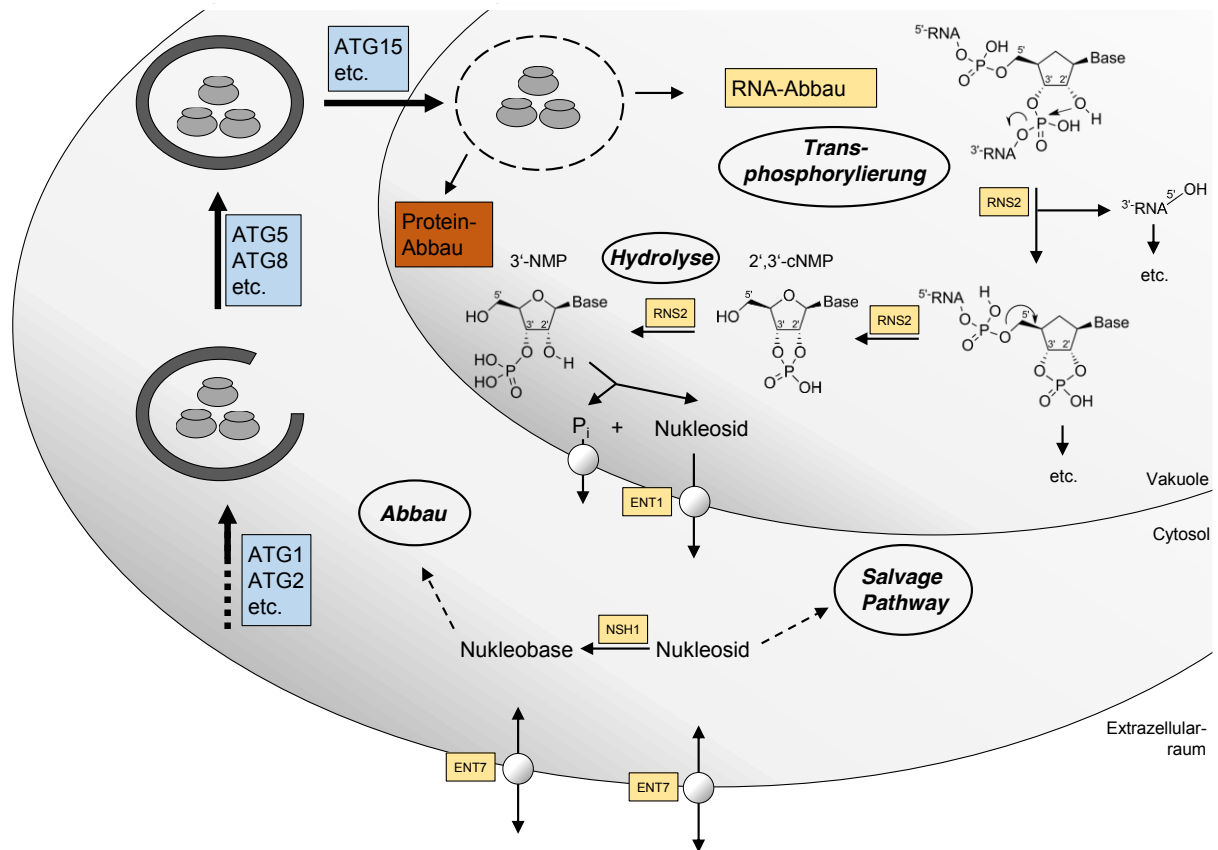 ATG15
etc.
RNA-Abbau
Trans-
phosphorylierung
5'-RNA
O
OH
P
O
O
5'
Base
3'
2'
O
O
H
O
P
OH
O
3'-RNA
RNS2
3'-RNA
5'
OH
etc.
ATG5
ATG8
etc.
Protein-
Abbau
Hydrolyse
3'-NMP
2',3'-cNMP
5'
HO
O
Base
3'
2'
O
O
H
HO
P
HO
O
RNS2
5'
HO
O
Base
3'
2'
O
O
P
O
OH
RNS2
5'-RNA
O
H
O
P
O
O
5'
Base
3'
2'
O
O
P
O
OH
etc.
Pi + Nukleosid
ENT1
Vakuole
Cytosol
Abbau
ATG1
ATG2
etc.
Salvage
Pathway
NSH1
Nukleobase
Nukleosid
Extrazellular-
raum
ENT7
ENT7